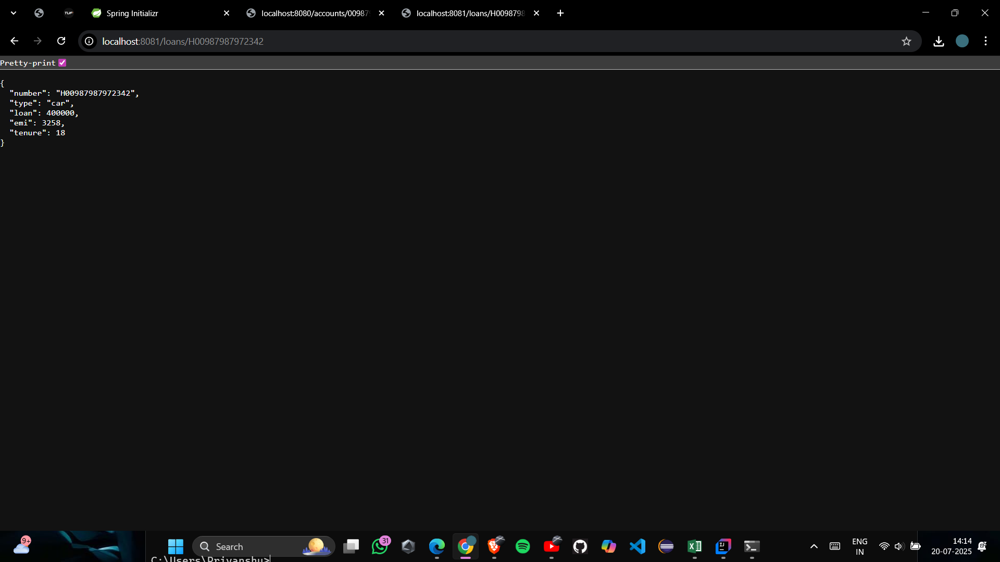 Spring Initializr
localhost:8080/accounts/00987
localhost:8081/loans/H0098798
localhost:8081/loans/H00987987972342
Pretty-print
{
"number": "H00987987972342",
"type": "car",
"loan": 400000,
"emi": 3258,
"tenure": 18
}
9+
Search
31
ENG
IN
14:14
20-07-2025
C:\Users\Priyanshu>